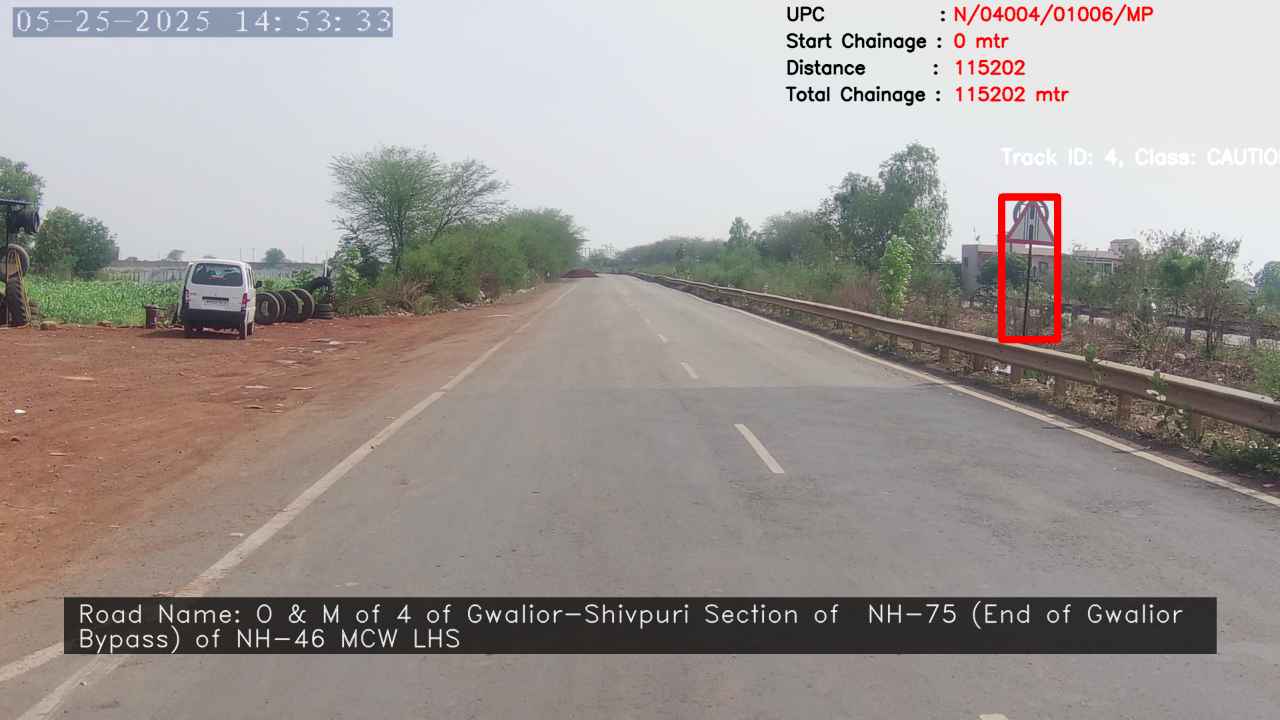 05-25-2025 14:53:33
UPC : N/04004/01006/MP
Start Chainage : 0 mtr
Distance : 115202
Total Chainage : 115202 mtr
Track ID: 4, Class: CAUTIO
Road Name: O & M of 4 of Gwalior-Shivpuri Section of NH-75 (End of Gwalior
Bypass) of NH-46 MCW LHS